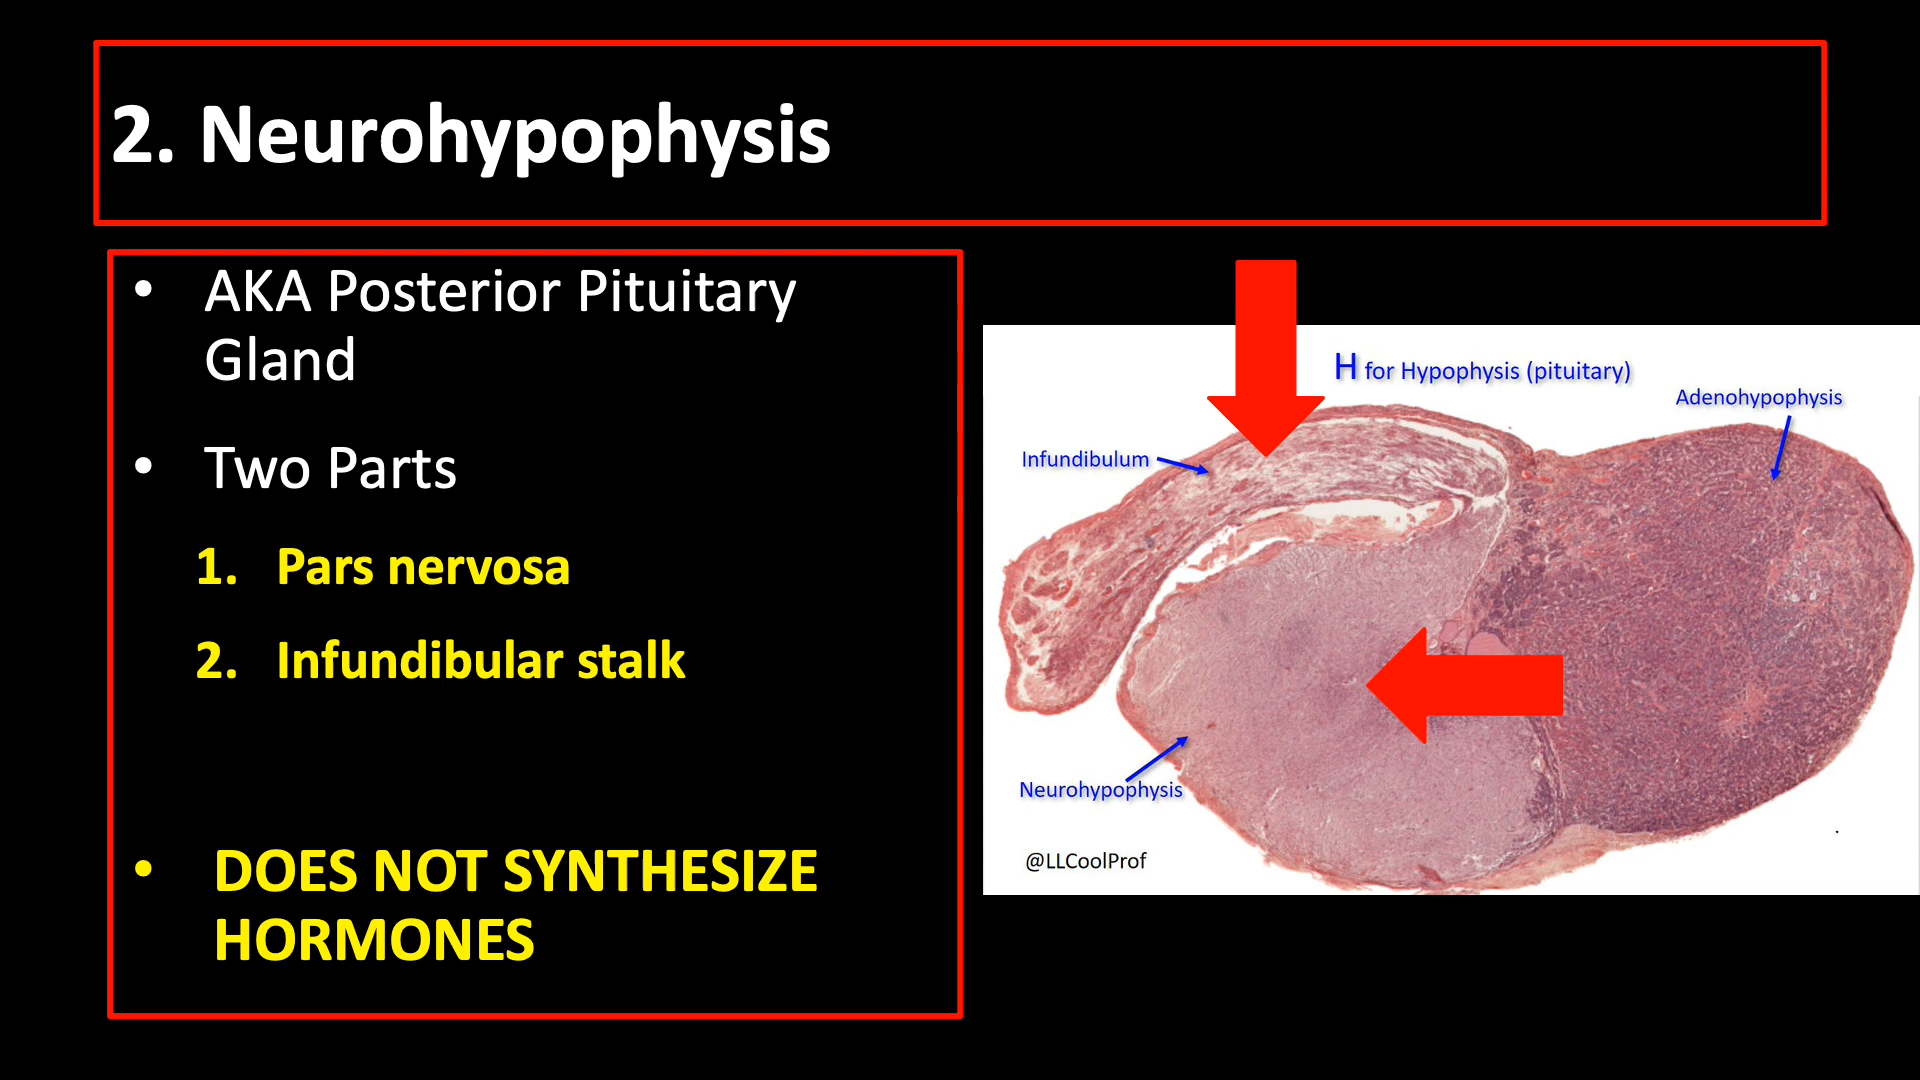 2. Neurohypophysis
• AKA Posterior Pituitary
Gland
• Two Parts
1. Pars nervosa
2. Infundibular stalk
• DOES NOT SYNTHESIZE
HORMONES
H for Hypophysis (pituitary)
Adenohypophysis
Infundibulum
Neurohypophysis
@LLCoolProf